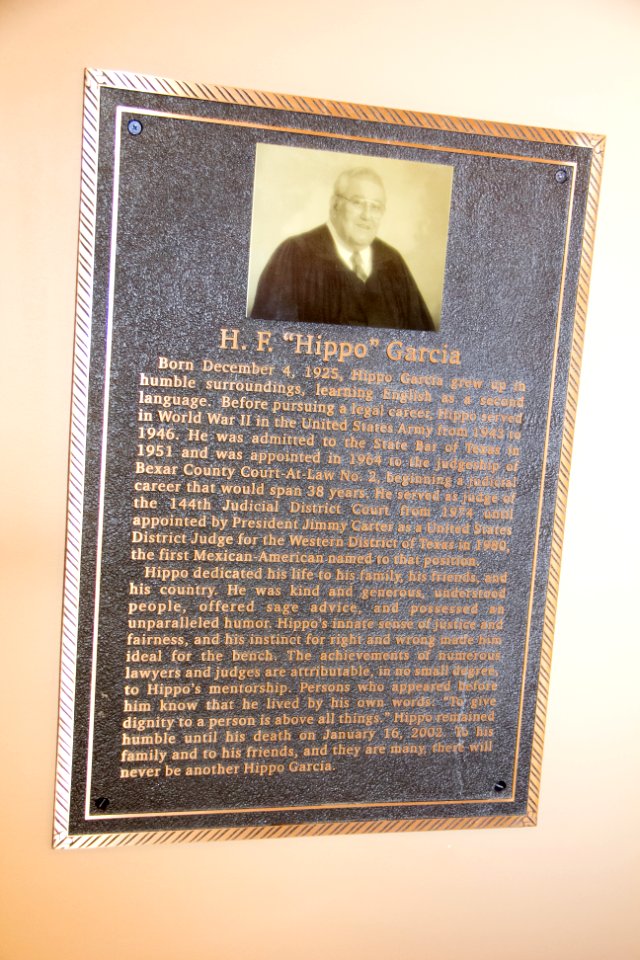 H. F. "Hippo" Garcia
Born December 4, 1925, Hippo Garcia grew up in
humble surroundings, learning English as a second
language. Before pursuing a legal career, Hippo served
in World War II in the United States Army from 1943 to
1946. He was admitted to the State Bar of Texas in
1951 and was appointed in 1964 to the judgeship of
Bexar County Court-At-Law No. 2, beginning a judicial
career that would span 38 years. He served as judge of
the 144th Judicial District Court from 1974 until
appointed by President Jimmy Carter as a United States
District Judge for the Western District of Texas in 1980,
the first Mexican-American named to that position.
Hippo dedicated his life to his family, his friends, and
his country. He was kind and generous, understood
people, offered sage advice, and possessed an
unparalleled humor. Hippo's innate sense of justice and
fairness, and his instinct for right and wrong made him
ideal for the bench. The achievements of numerous
lawyers and judges are attributable, in no small degree,
to Hippo's mentorship. Persons who appeared before
him know that he lived by his own words: "To give
dignity to a person is above all things." Hippo remained
humble until his death on January 16, 2002. To his
family and to his friends, and they are many, there will
never be another Hippo Garcia.